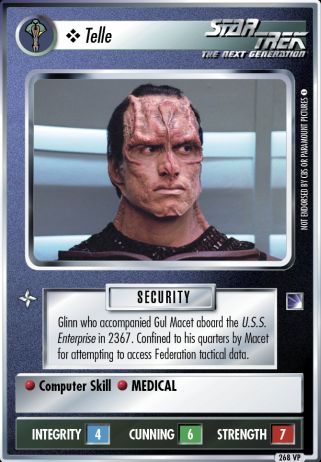 ❖ Telle
STAR TREK
THE NEXT GENERATION
NOT ENDORSED BY CBS OR PARAMOUNT PICTURES
SECURITY
Glinn who accompanied Gul Macet aboard the U.S.S.
Enterprise in 2367. Confined to his quarters by Macet
for attempting to access Federation tactical data.
Computer Skill MEDICAL
INTEGRITY 4 CUNNING 6 STRENGTH 7
268 VP